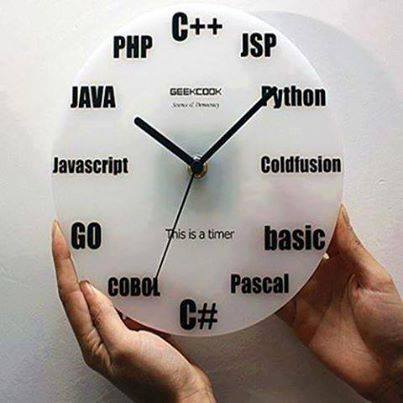 C++
PHP
JSP
GEEKCOOK
Science & Democracy
JAVA
Python
Javascript
Coldfusion
GO
This is a timer
basic
COBOL
Pascal
C#